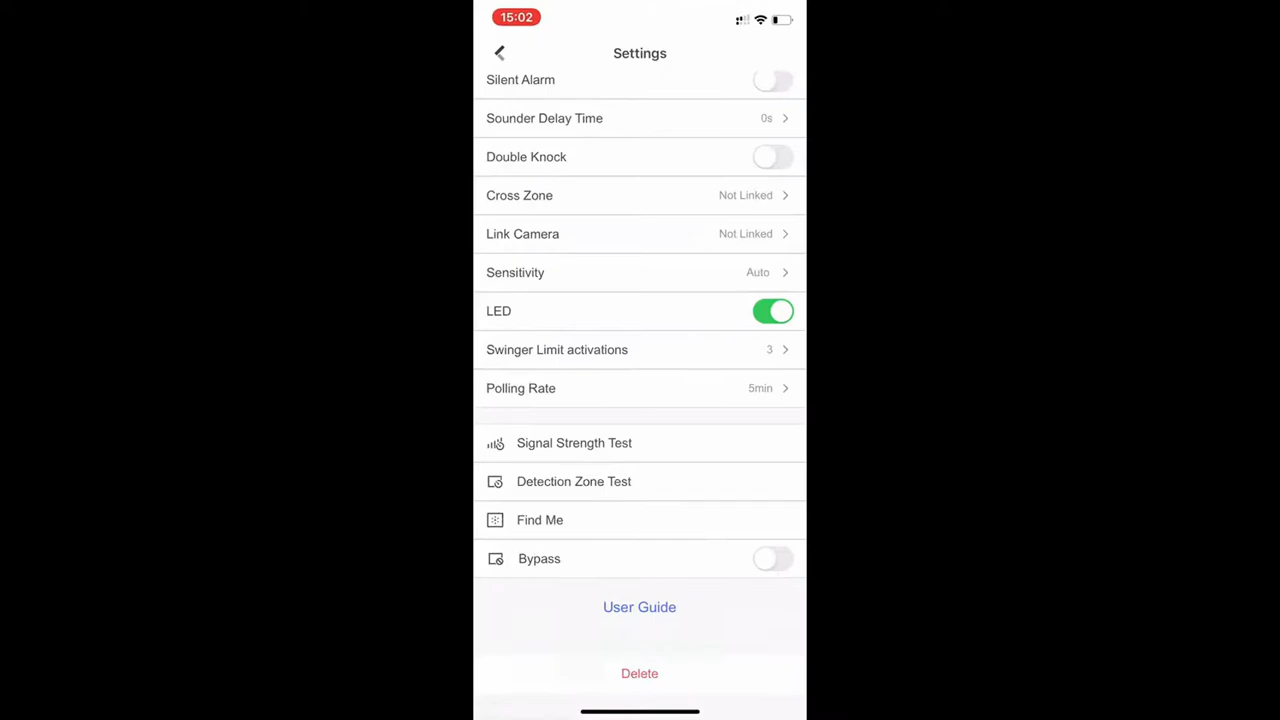 15:02
Settings
Silent Alarm
Sounder Delay Time 0s
Double Knock
Cross Zone Not Linked
Link Camera Not Linked
Sensitivity Auto
LED
Swinger Limit activations 3
Polling Rate 5min
Signal Strength Test
Detection Zone Test
Find Me
Bypass
User Guide
Delete